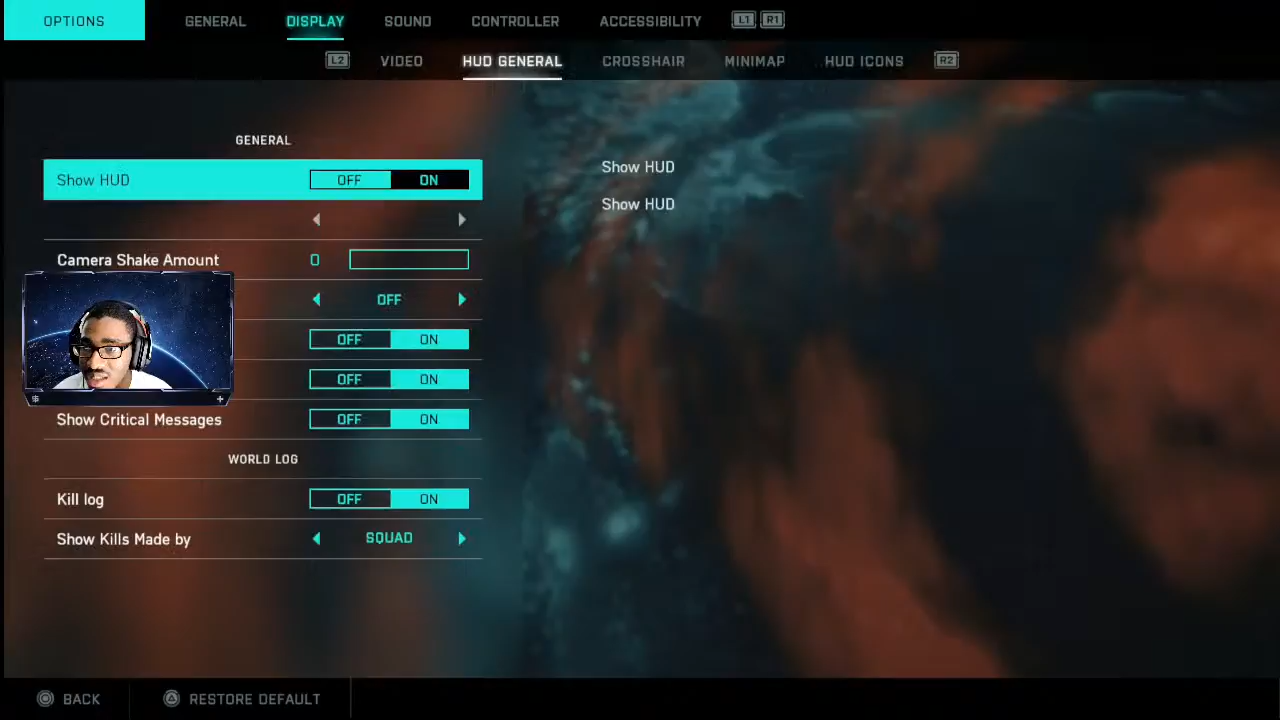 OPTIONS GENERAL DISPLAY SOUND CONTROLLER ACCESSIBILITY L1 R1
L2 VIDEO HUD GENERAL CROSSHAIR MINIMAP HUD ICONS R2
GENERAL
Show HUD OFF ON
Show HUD
Show HUD
Camera Shake Amount 0
OFF
OFF ON
OFF ON
Show Critical Messages OFF ON
WORLD LOG
Kill log OFF ON
Show Kills Made by SQUAD
BACK RESTORE DEFAULT